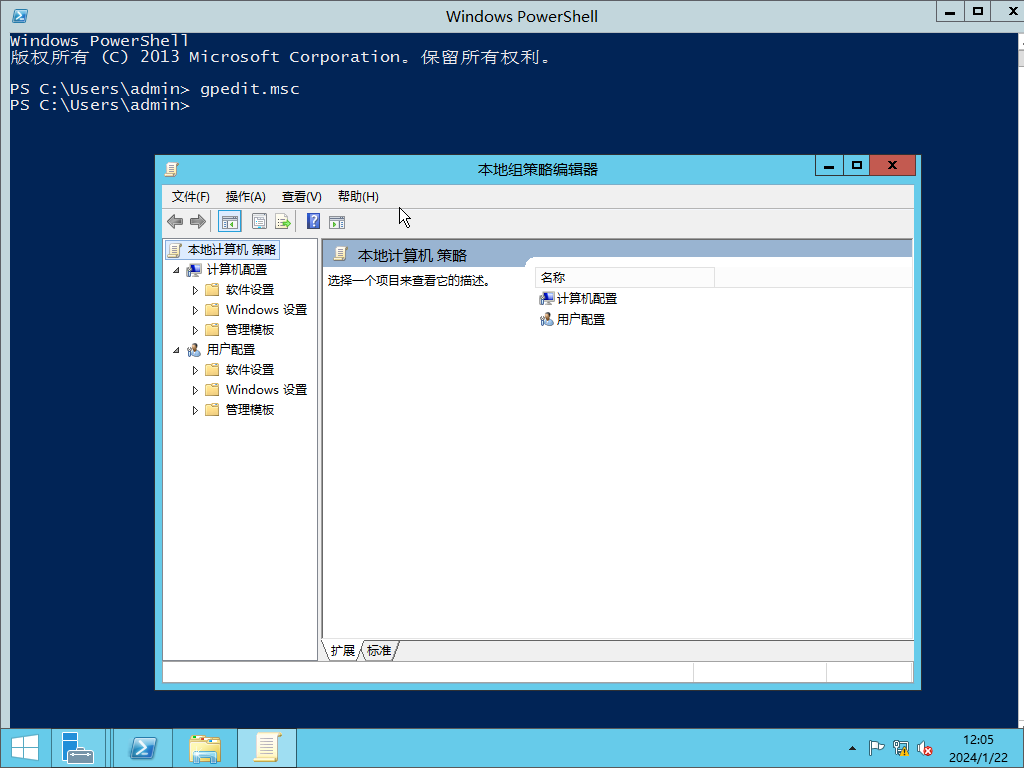 Windows PowerShell
Windows PowerShell
版权所有 (C) 2013 Microsoft Corporation。保留所有权利。
PS C:\Users\admin> gpedit.msc
PS C:\Users\admin>
本地组策略编辑器
文件(F) 操作(A) 查看(V) 帮助(H)
本地计算机 策略
计算机配置
软件设置
Windows 设置
管理模板
用户配置
软件设置
Windows 设置
管理模板
本地计算机 策略
选择一个项目来查看它的描述。
名称
计算机配置
用户配置
扩展 标准
12:05
2024/1/22